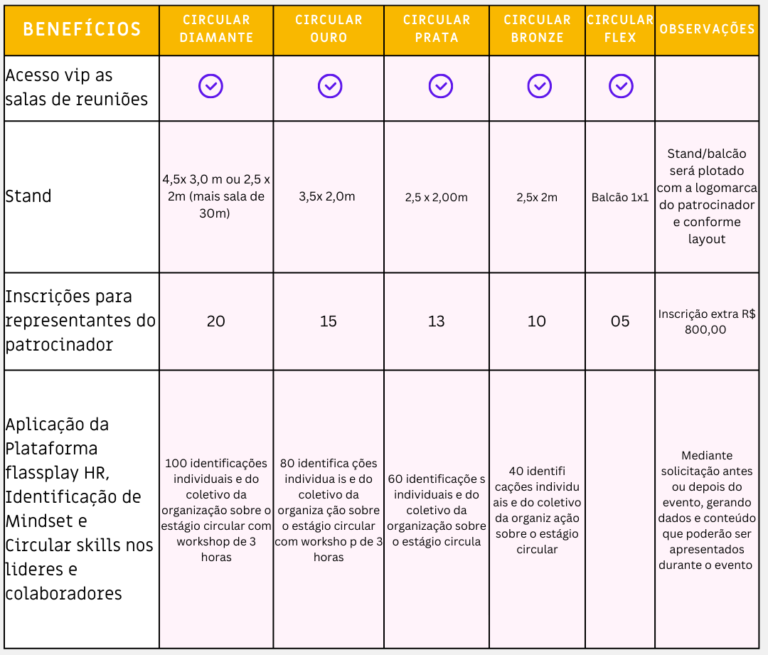 BENEFÍCIOS
CIRCULAR
DIAMANTE
CIRCULAR
OURO
CIRCULAR
PRATA
CIRCULAR
BRONZE
CIRCULAR
FLEX
OBSERVAÇÕES
Acesso vip as
salas de reuniões
Stand
4,5x 3,0 m ou 2,5 x
2m (mais sala de
30m)
3,5x 2,0m
2,5 x 2,00m
2,5x 2m
Balcão 1x1
Stand/balcão
será plotado
com a logomarca
do patrocinador
e conforme
layout
Inscrições para
representantes do
patrocinador
20
15
13
10
05
Inscrição extra R$
800,00
Aplicação da
Plataforma
flassplay HR,
Identificação de
Mindset e
Circular skills nos
lideres e
colaboradores
100 identificações
individuais e do
coletivo da
organização sobre o
estágio circular com
workshop de 3
horas
80 identifica ções
individua is e do
coletivo da
organiza ção sobre
o estágio circular
com worksho p de 3
horas
60 identificaçõe s
individuais e do
coletivo da
organização sobre
o estágio circula
40 identifi
cações individu
ais e do coletivo
da organiz ação
sobre o estágio
circular
Mediante
solicitação antes
ou depois do
evento, gerando
dados e conteúdo
que poderão ser
apresentados
durante o evento